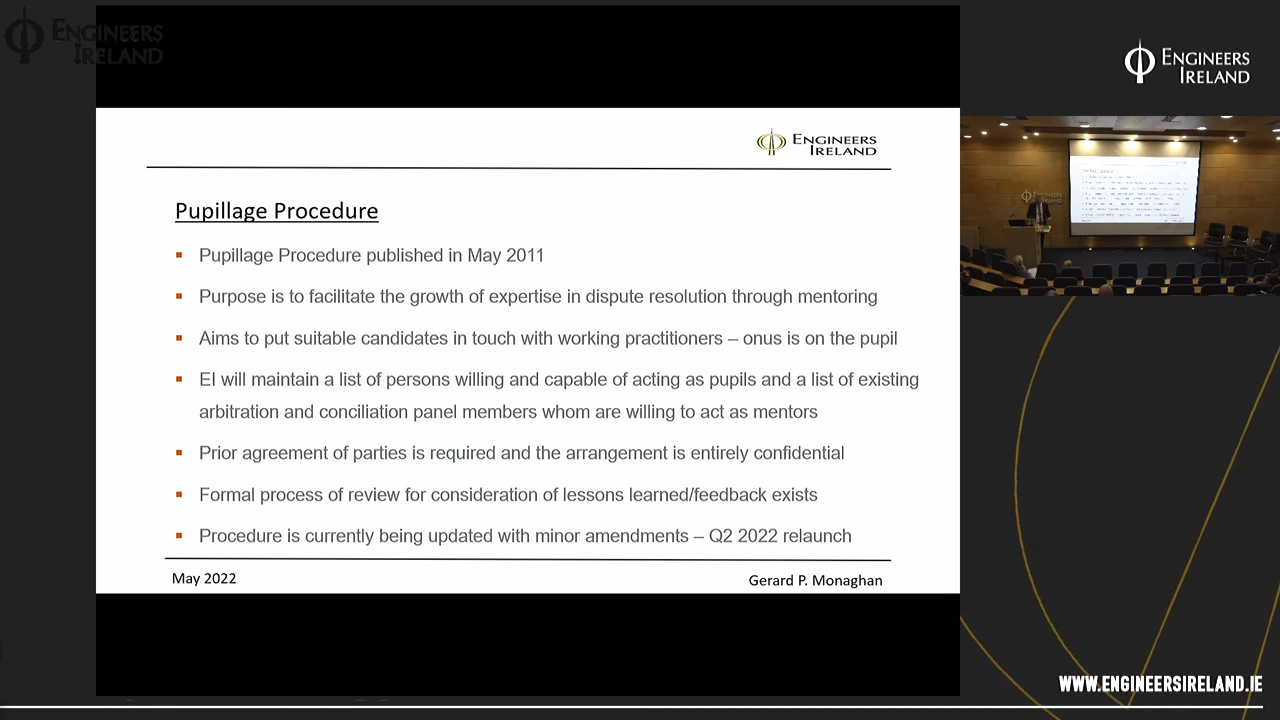 ENGINEERS
IRELAND
ENGINEERS
IRELAND
ENGINEERS
IRELAND
Pupillage Procedure
Pupillage Procedure published in May 2011
Purpose is to facilitate the growth of expertise in dispute resolution through mentoring
Aims to put suitable candidates in touch with working practitioners – onus is on the pupil
EI will maintain a list of persons willing and capable of acting as pupils and a list of existing
arbitration and conciliation panel members whom are willing to act as mentors
Prior agreement of parties is required and the arrangement is entirely confidential
Formal process of review for consideration of lessons learned/feedback exists
Procedure is currently being updated with minor amendments – Q2 2022 relaunch
May 2022
Gerard P. Monaghan
WWW.ENGINEERSIRELAND.IE